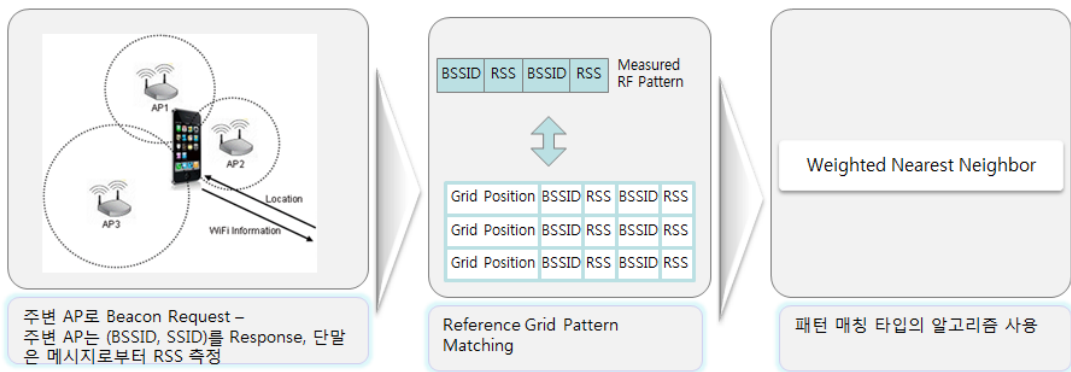 AP1
AP2
AP3
Location
WiFi Information
주변 AP로 Beacon Request –
주변 AP는 (BSSID, SSID)를 Response, 단말
은 메시지로부터 RSS 측정
BSSID RSS BSSID RSS
Measured
RF Pattern
Grid Position BSSID RSS BSSID RSS
Grid Position BSSID RSS BSSID RSS
Grid Position BSSID RSS BSSID RSS
Reference Grid Pattern
Matching
Weighted Nearest Neighbor
패턴 매칭 타입의 알고리즘 사용